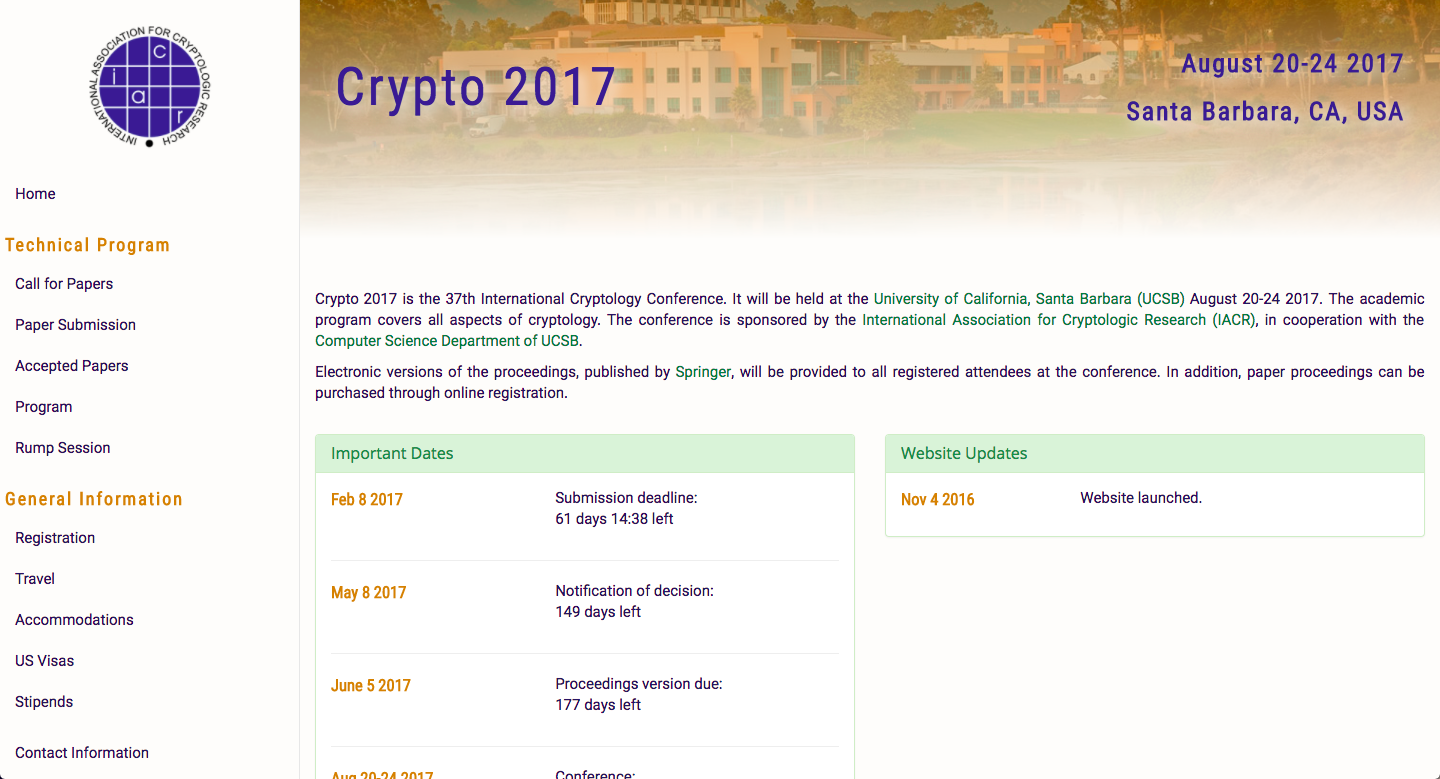 INTERNATIONAL ASSOCIATION FOR CRYPTOLOGIC RESEARCH
i a c r
Crypto 2017
August 20-24 2017
Santa Barbara, CA, USA
Home
Technical Program
Call for Papers
Paper Submission
Accepted Papers
Program
Rump Session
General Information
Registration
Travel
Accommodations
US Visas
Stipends
Contact Information
Crypto 2017 is the 37th International Cryptology Conference. It will be held at the University of California, Santa Barbara (UCSB) August 20-24 2017. The academic
program covers all aspects of cryptology. The conference is sponsored by the International Association for Cryptologic Research (IACR), in cooperation with the
Computer Science Department of UCSB.
Electronic versions of the proceedings, published by Springer, will be provided to all registered attendees at the conference. In addition, paper proceedings can be
purchased through online registration.
Important Dates
Feb 8 2017 Submission deadline:
61 days 14:38 left
May 8 2017 Notification of decision:
149 days left
June 5 2017 Proceedings version due:
177 days left
Aug 20-24 2017 Conference:
Website Updates
Nov 4 2016 Website launched.